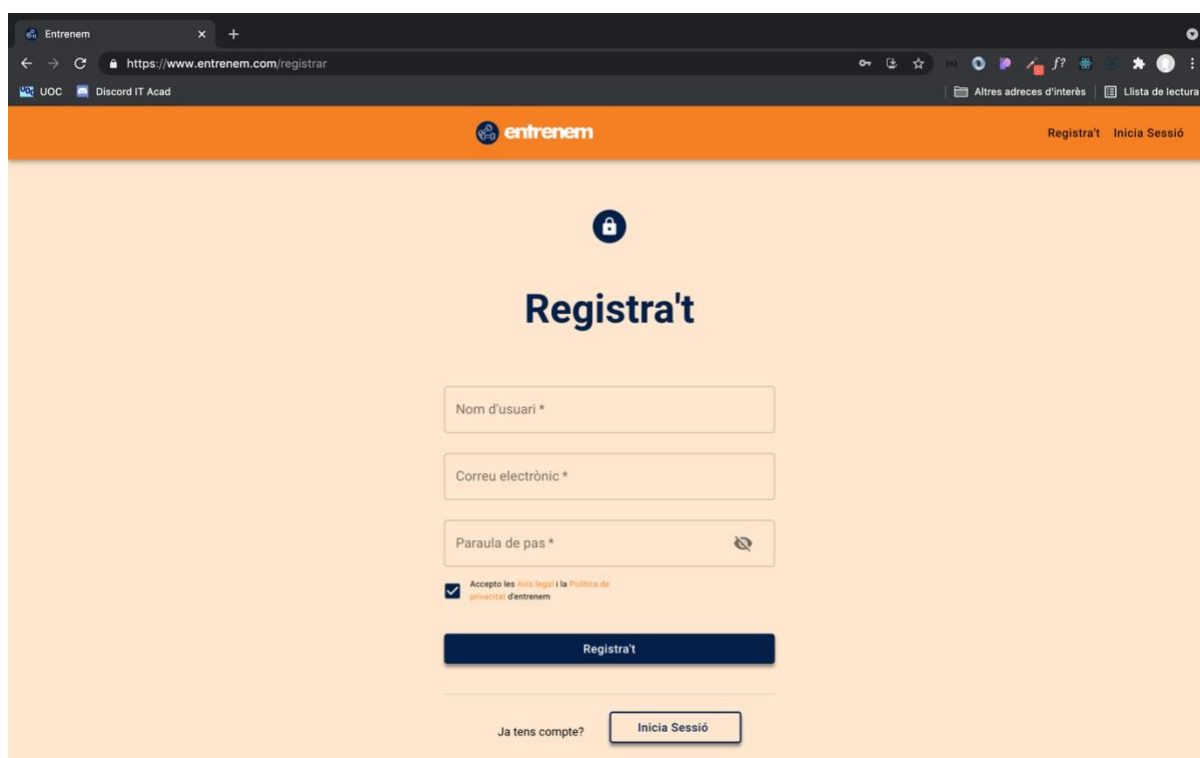 Entrenem
https://www.entrenem.com/registrar
f?
UOC
Discord IT Acad
Altres adreces d'interès
Llista de lectura
entrenem
Registra't Inicia Sessió
Registra't
Nom d'usuari *
Correu electrònic *
Paraula de pas *
Accepto les Avís legal i la Política de
privacitat d'entrenem
Registra't
Ja tens compte? Inicia Sessió